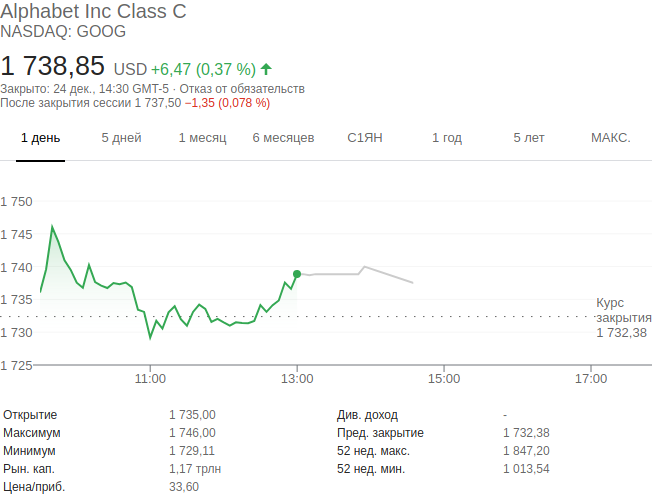 Alphabet Inc Class C
NASDAQ: GOOG
1 738,85 USD +6,47 (0,37 %)
Закрыто: 24 дек., 14:30 GMT-5 · Отказ от обязательств
После закрытия сессии 1 737,50 −1,35 (0,078 %)
1 день 5 дней 1 месяц 6 месяцев С1ЯН 1 год 5 лет МАКС.
1 750
1 745
1 740
1 735
1 730
1 725
Курс
закрытия
1 732,38
11:00 13:00 15:00 17:00
Открытие 1 735,00 Див. доход -
Максимум 1 746,00 Пред. закрытие 1 732,38
Минимум 1 729,11 52 нед. макс. 1 847,20
Рын. кап. 1,17 трлн 52 нед. мин. 1 013,54
Цена/приб. 33,60